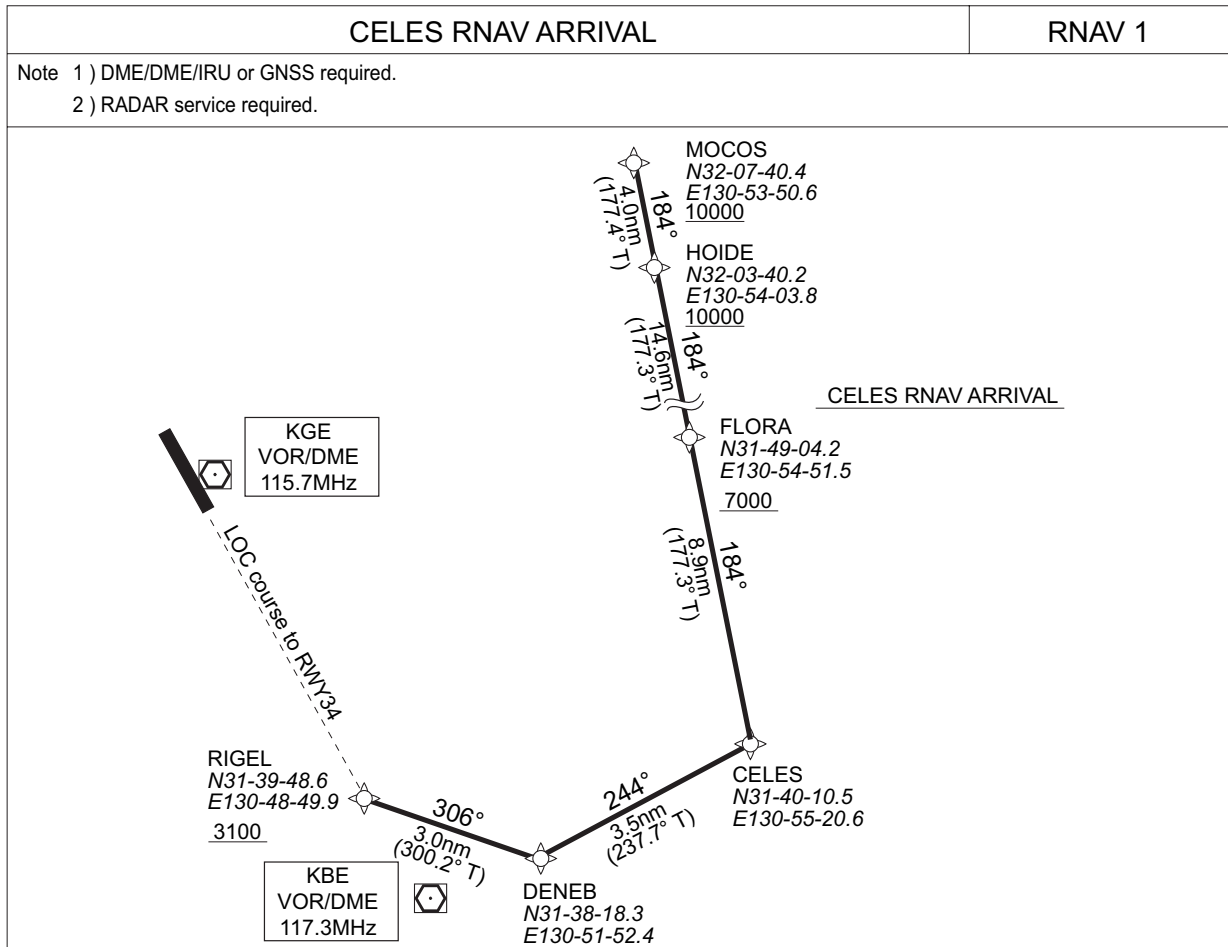 CELES RNAV ARRIVAL
RNAV 1
Note 1 ) DME/DME/IRU or GNSS required.
2 ) RADAR service required.
MOCOS
N32-07-40.4
E130-53-50.6
10000
184°
4.0nm
(177.4° T)
HOIDE
N32-03-40.2
E130-54-03.8
10000
184°
14.6nm
(177.3° T)
CELES RNAV ARRIVAL
FLORA
N31-49-04.2
E130-54-51.5
7000
KGE
VOR/DME
115.7MHz
LOC course to RWY34
184°
8.9nm
(177.3° T)
CELES
N31-40-10.5
E130-55-20.6
RIGEL
N31-39-48.6
E130-48-49.9
3100
306°
3.0nm
(300.2° T)
244°
3.5nm
(237.7° T)
KBE
VOR/DME
117.3MHz
DENEB
N31-38-18.3
E130-51-52.4